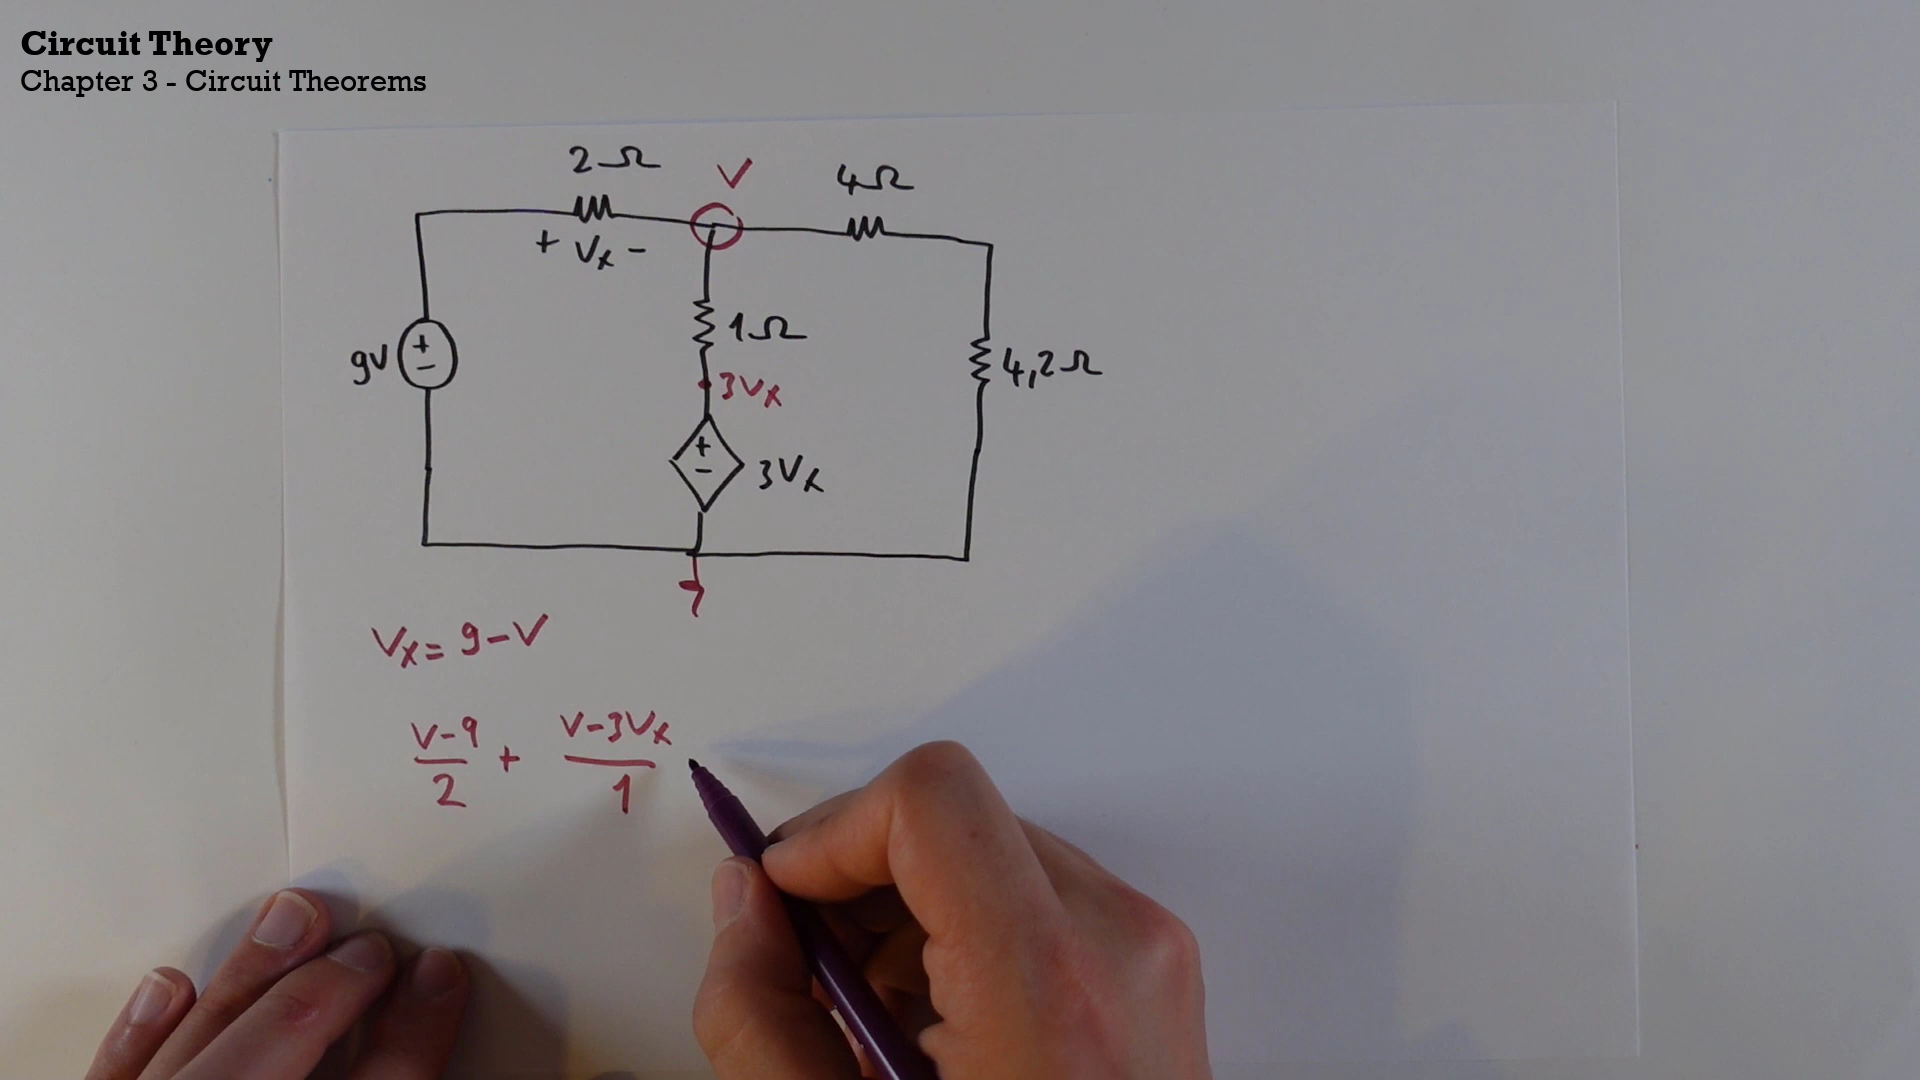 Circuit Theory
Chapter 3 - Circuit Theorems
2Ω V 4Ω
+ Vx -
9V + - 1Ω 4,2Ω
3Vx
+ - 3Vx
Vx = 9-V
V-9 / 2 + V-3Vx / 1